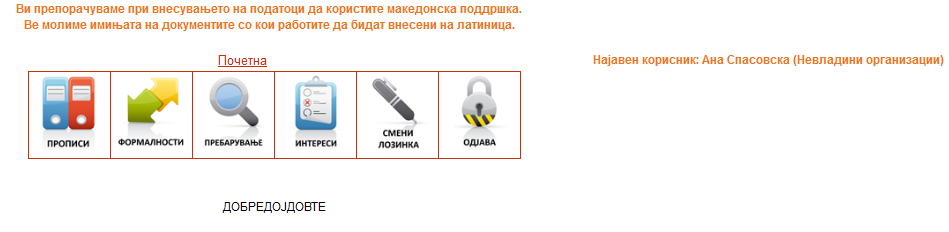 Ви препорачуваме при внесувањето на податоци да користите македонска поддршка.
Ве молиме имињата на документите со кои работите да бидат внесени на латиница.
Почетна
Најавен корисник: Ана Спасовска (Невладини организации)
ПРОПИСИ
ФОРМАЛНОСТИ
ПРЕБАРУВАЊЕ
ИНТЕРЕСИ
СМЕНИ
ЛОЗИНКА
ОДЈАВА
ДОБРЕДОЈДОВТЕ